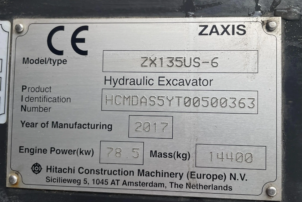 CE ZAXIS
Model/type ZX135US-6
Hydraulic Excavator
Product
Identification HCMDAS5YT00500363
Number
Year of Manufacturing 2017
Engine Power(kw) 78.5 Mass(kg) 14400
Hitachi Construction Machinery (Europe) N.V.
Sicilieweg 5, 1045 AT Amsterdam, The Netherlands